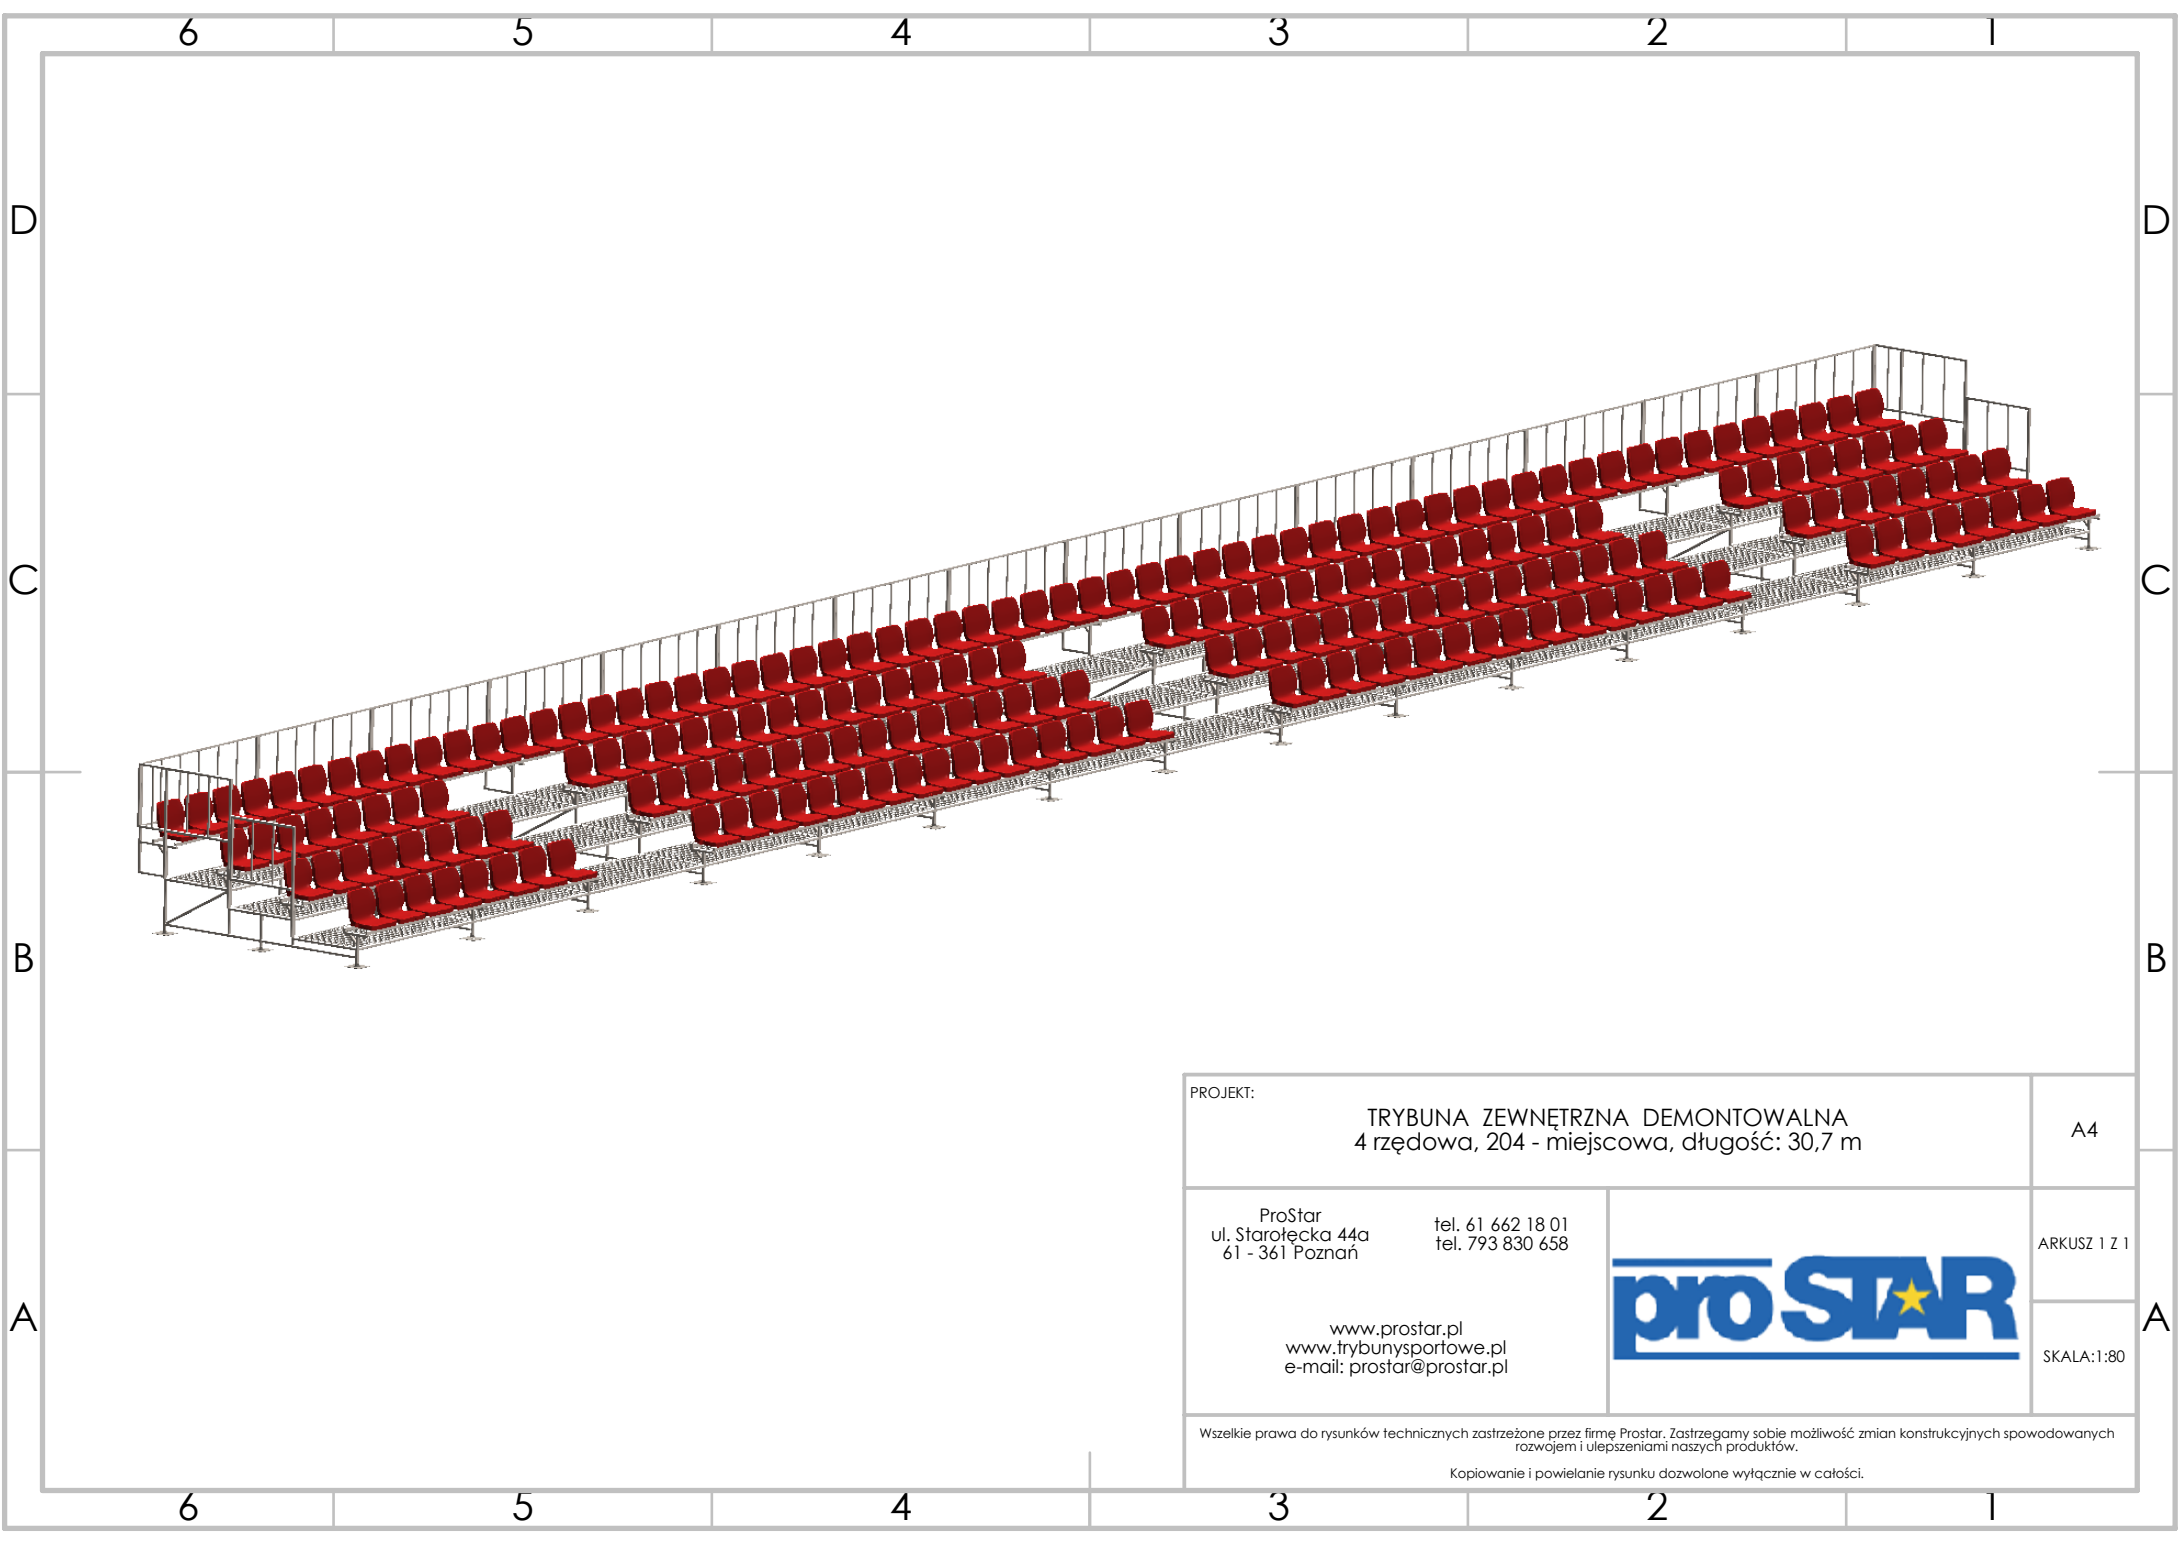 6 5 4 3 2 1
D D
C C
B B
A A
PROJEKT:
TRYBUNA ZEWNĘTRZNA DEMONTOWALNA
4 rzędowa, 204 - miejscowa, długość: 30,7 m
A4
ProStar
ul. Starołęcka 44a
61 - 361 Poznań
tel. 61 662 18 01
tel. 793 830 658
www.prostar.pl
www.trybunysportowe.pl
e-mail: prostar@prostar.pl
pro STAR
ARKUSZ 1 Z 1
SKALA:1:80
Wszelkie prawa do rysunków technicznych zastrzeżone przez firmę Prostar. Zastrzegamy sobie możliwość zmian konstrukcyjnych spowodowanych
rozwojem i ulepszeniami naszych produktów.
Kopiowanie i powielanie rysunku dozwolone wyłącznie w całości.
6 5 4 3 2 1